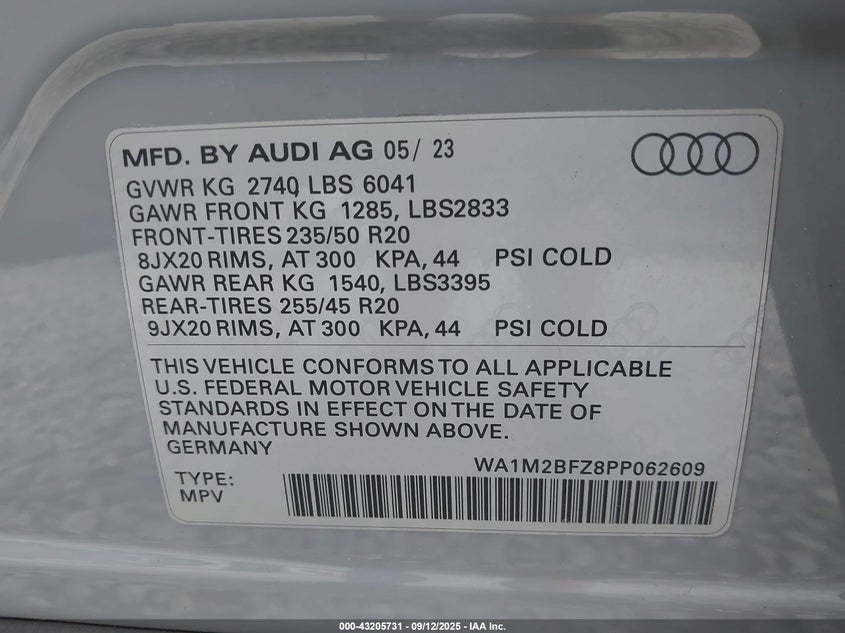 MFD. BY AUDI AG 05/ 23
GVWR KG 2740, LBS 6041
GAWR FRONT KG 1285, LBS2833
FRONT-TIRES 235/50 R20
8JX20 RIMS, AT 300 KPA, 44 PSI COLD
GAWR REAR KG 1540, LBS3395
REAR-TIRES 255/45 R20
9JX20 RIMS, AT 300 KPA, 44 PSI COLD
THIS VEHICLE CONFORMS TO ALL APPLICABLE
U.S. FEDERAL MOTOR VEHICLE SAFETY
STANDARDS IN EFFECT ON THE DATE OF
MANUFACTURE SHOWN ABOVE.
GERMANY
WA1M2BFZ8PP062609
TYPE:
MPV
000-43205731 - 09/12/2025 - IAA Inc.